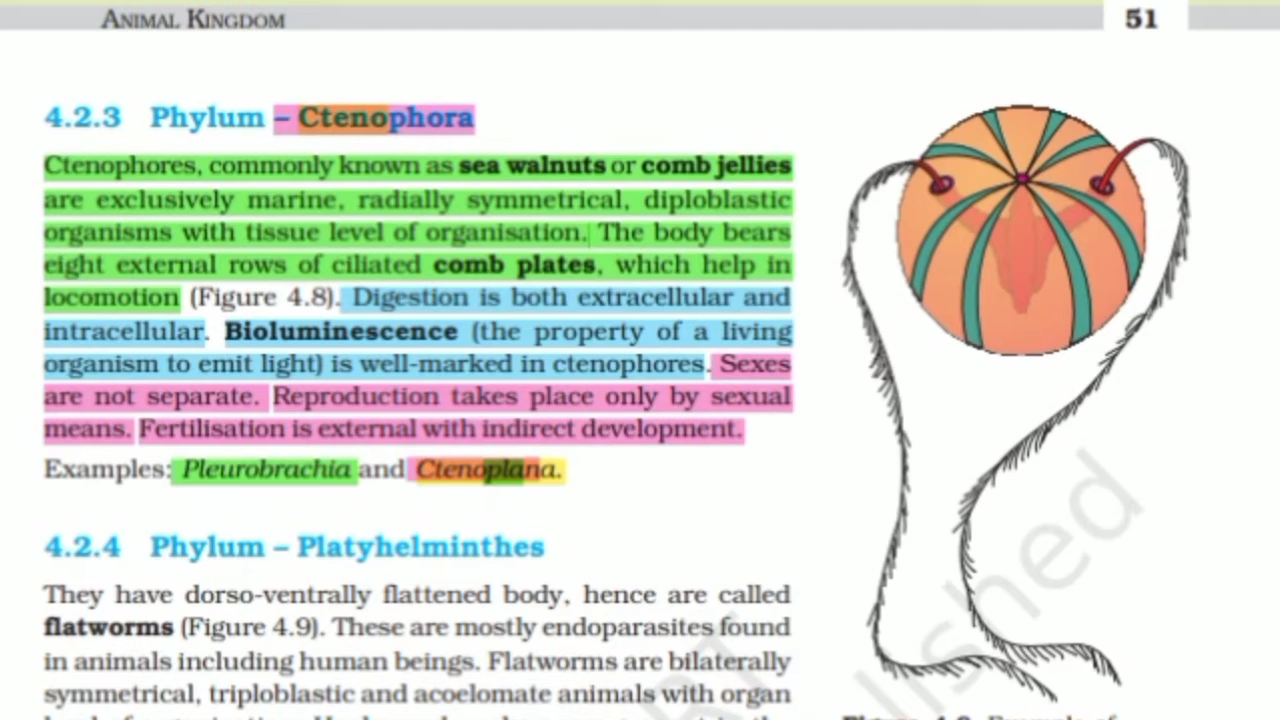 ANIMAL KINGDOM
51
4.2.3 Phylum – Ctenophora
Ctenophores, commonly known as sea walnuts or comb jellies
are exclusively marine, radially symmetrical, diploblastic
organisms with tissue level of organisation. The body bears
eight external rows of ciliated comb plates, which help in
locomotion (Figure 4.8). Digestion is both extracellular and
intracellular. Bioluminescence (the property of a living
organism to emit light) is well-marked in ctenophores. Sexes
are not separate. Reproduction takes place only by sexual
means. Fertilisation is external with indirect development.
Examples: Pleurobrachia and Ctenoplana.
4.2.4 Phylum – Platyhelminthes
They have dorso-ventrally flattened body, hence are called
flatworms (Figure 4.9). These are mostly endoparasites found
in animals including human beings. Flatworms are bilaterally
symmetrical, triploblastic and acoelomate animals with organ